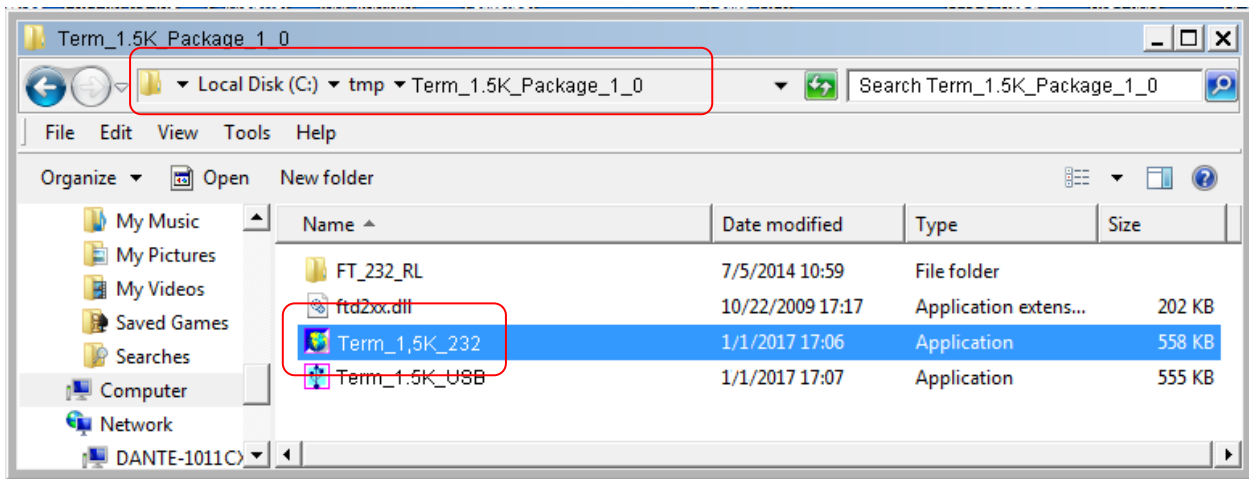 Term_1.5K_Package_1_0
Local Disk (C:) tmp Term_1.5K_Package_1_0 Search Term_1.5K_Package_1_0
File Edit View Tools Help
Organize Open New folder
My Music Name Date modified Type Size
My Pictures
FT_232_RL 7/5/2014 10:59 File folder
My Videos
ftd2xx.dll 10/22/2009 17:17 Application extens... 202 KB
Saved Games
Term_1,5K_232 1/1/2017 17:06 Application 558 KB
Searches
Term_1.5K_USB 1/1/2017 17:07 Application 555 KB
Computer
Network
DANTE-1011C